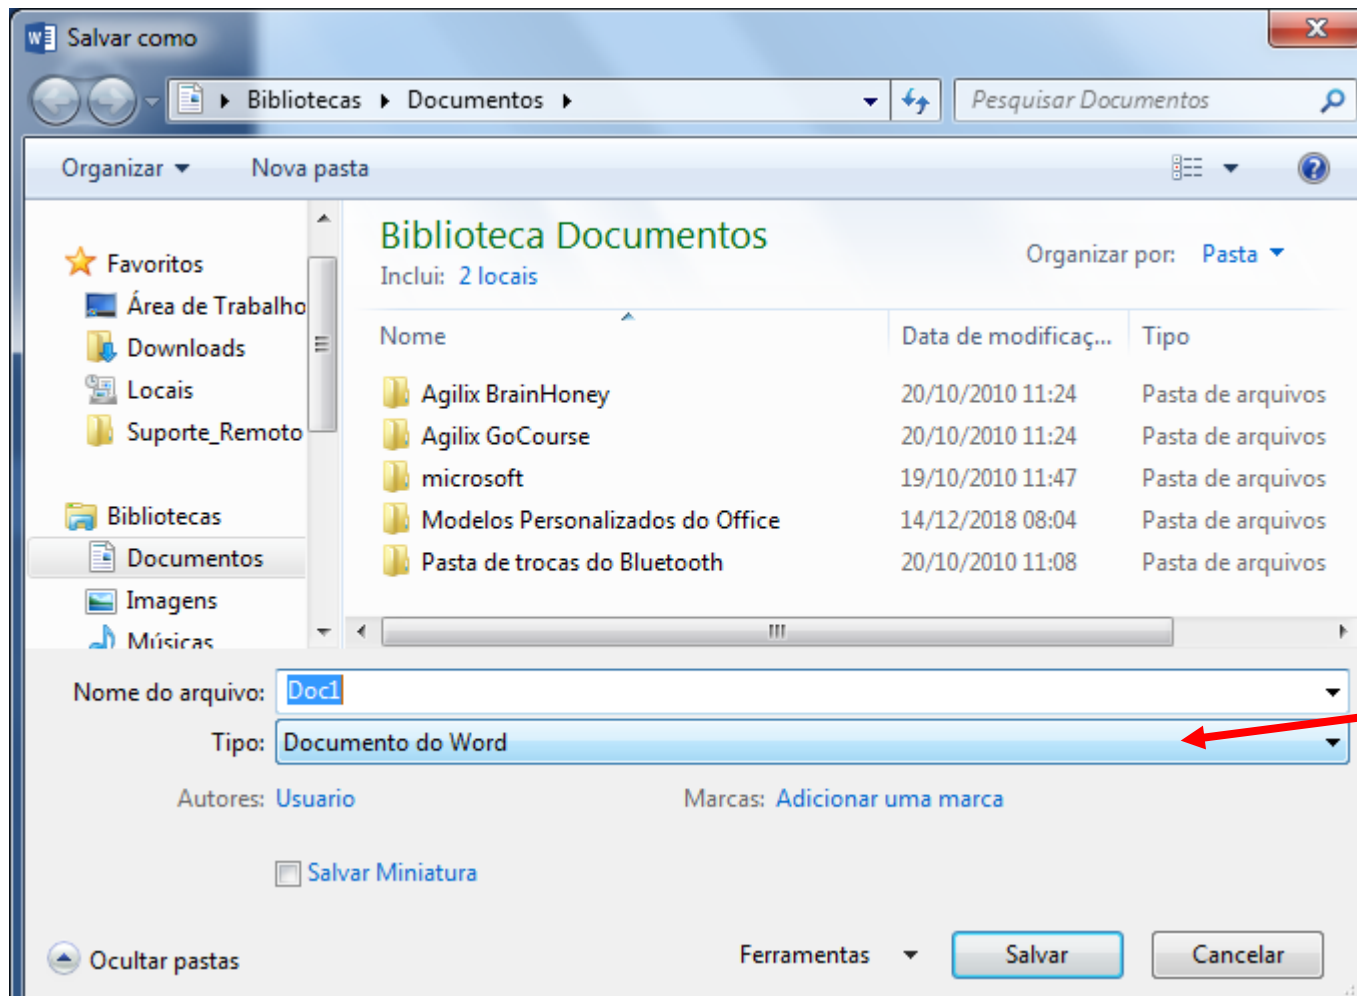 Salvar como
Bibliotecas Documentos
Pesquisar Documentos
Organizar Nova pasta
Biblioteca Documentos
Inclui: 2 locais
Organizar por: Pasta
Favoritos
Área de Trabalho
Downloads
Locais
Suporte_Remoto
Bibliotecas
Documentos
Imagens
Músicas
Nome Data de modificaç... Tipo
Agilix BrainHoney 20/10/2010 11:24 Pasta de arquivos
Agilix GoCourse 20/10/2010 11:24 Pasta de arquivos
microsoft 19/10/2010 11:47 Pasta de arquivos
Modelos Personalizados do Office 14/12/2018 08:04 Pasta de arquivos
Pasta de trocas do Bluetooth 20/10/2010 11:08 Pasta de arquivos
Nome do arquivo: Doc1
Tipo: Documento do Word
Autores: Usuario Marcas: Adicionar uma marca
Salvar Miniatura
Ocultar pastas Ferramentas Salvar Cancelar